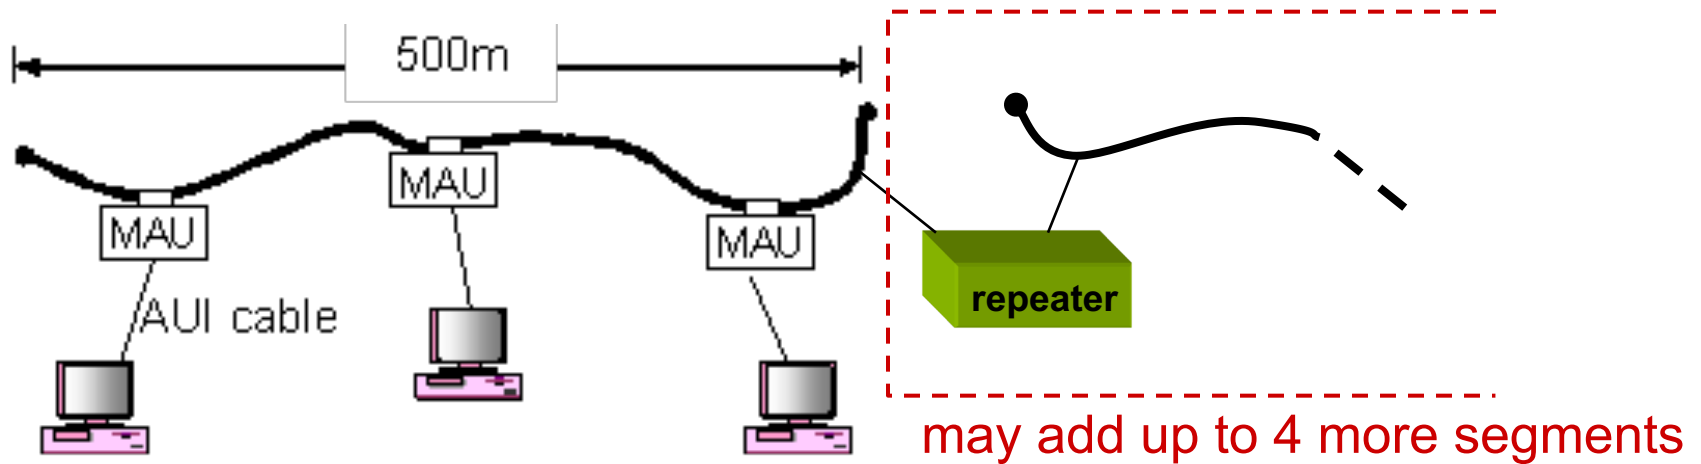 500m
MAU
MAU
MAU
AUI cable
repeater
may add up to 4 more segments